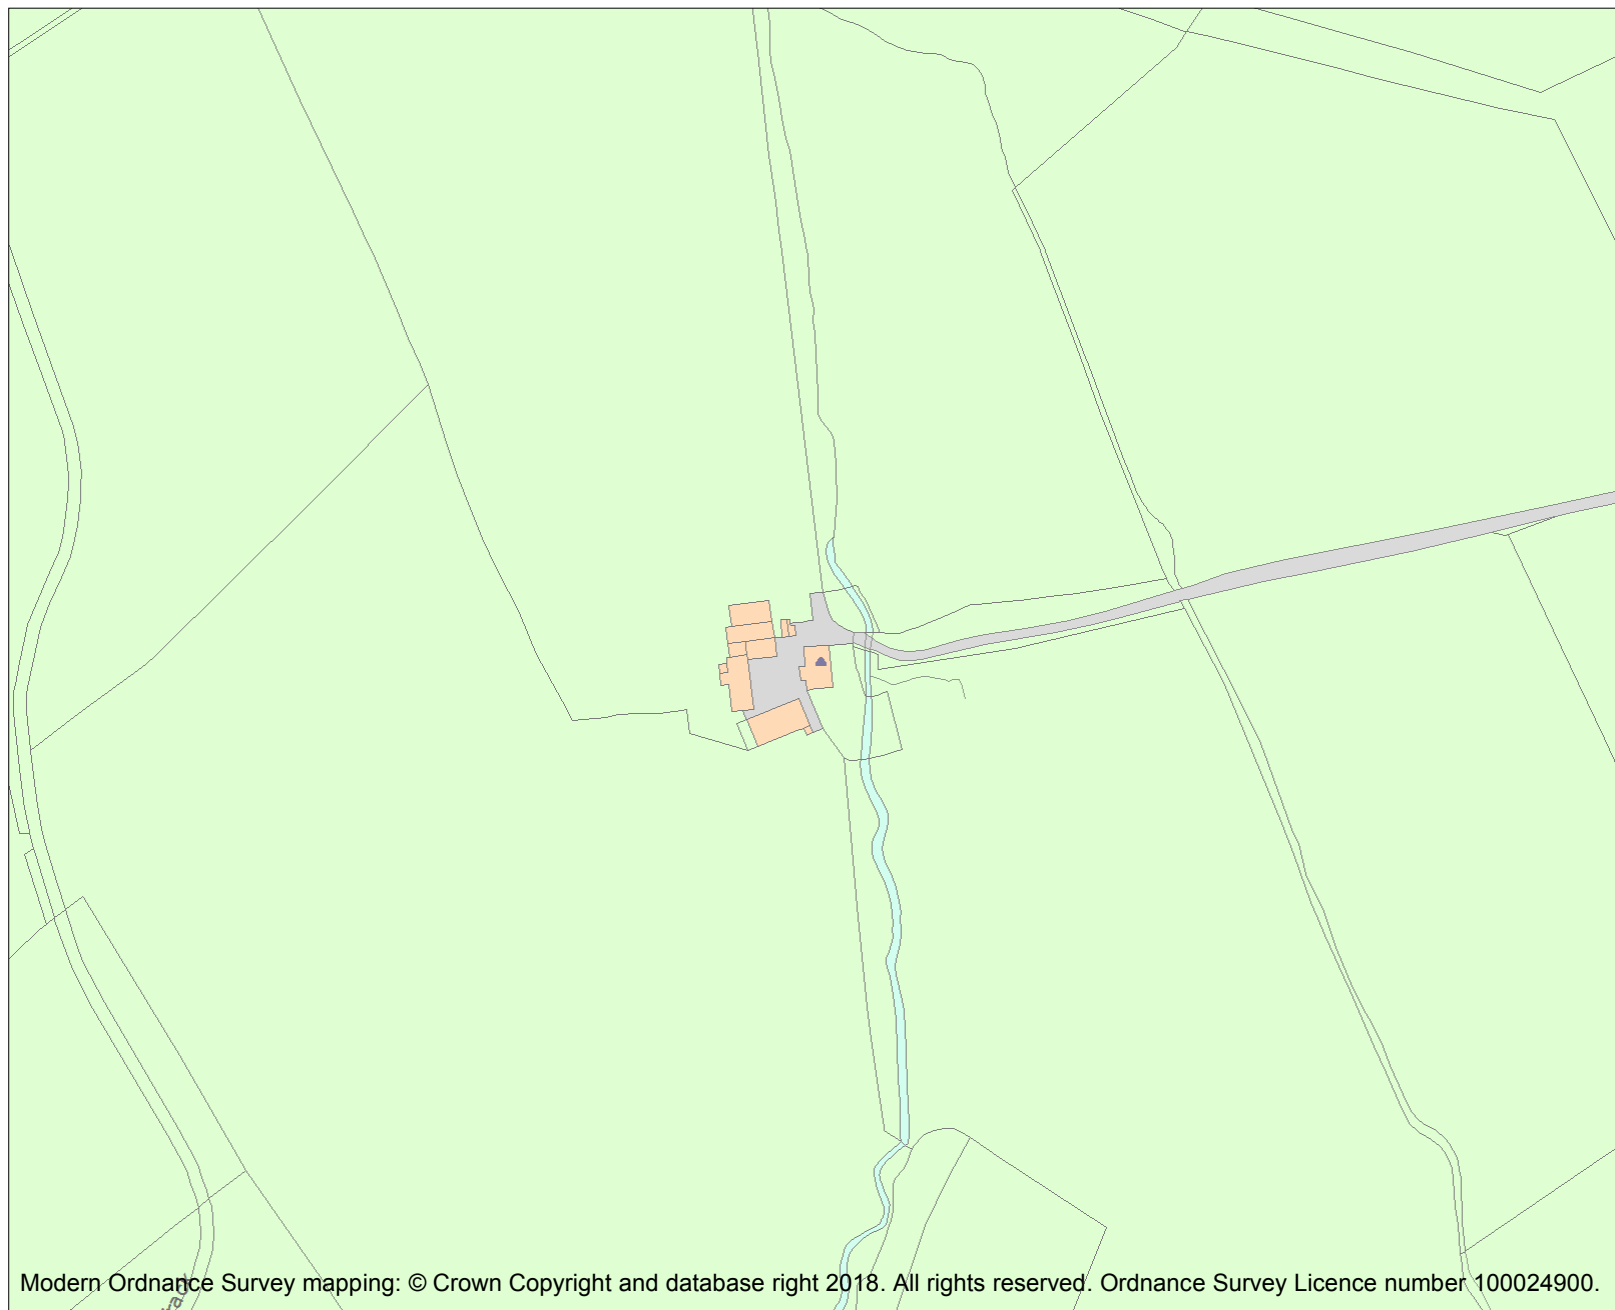 Modern Ordnance Survey mapping: © Crown Copyright and database right 2018. All rights reserved. Ordnance Survey Licence number 100024900.